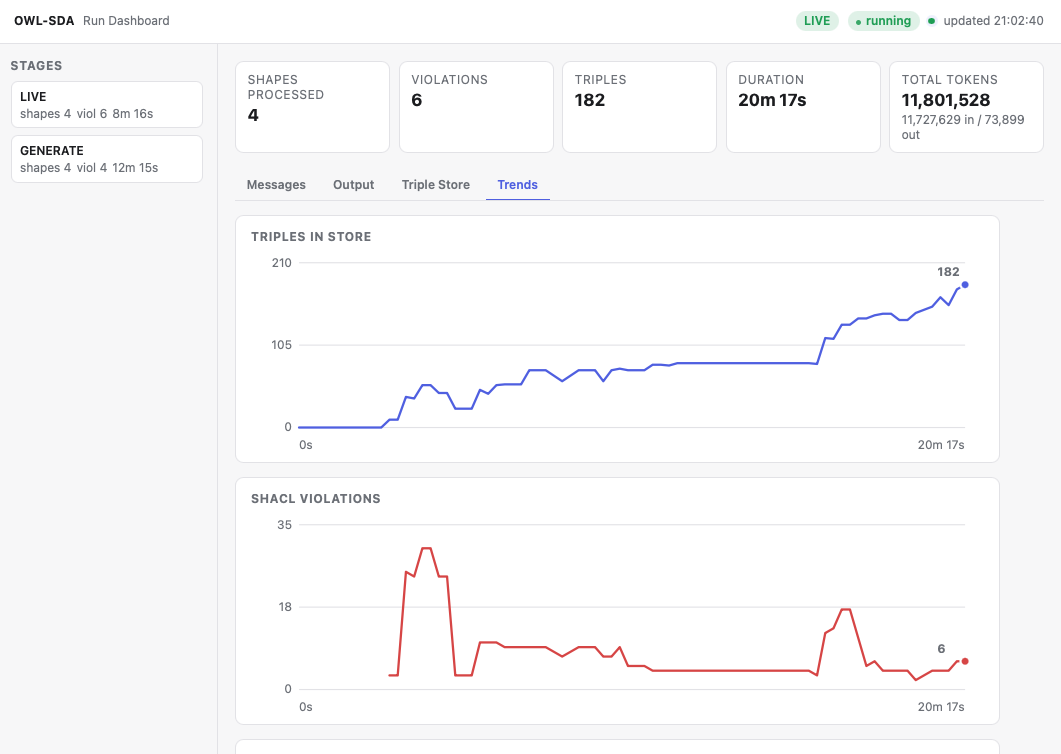 OWL-SDA Run Dashboard LIVE running updated 21:02:40
STAGES
LIVE
shapes 4 viol 6 8m 16s
GENERATE
shapes 4 viol 4 12m 15s
SHAPES
PROCESSED
4
VIOLATIONS
6
TRIPLES
182
DURATION
20m 17s
TOTAL TOKENS
11,801,528
11,727,629 in / 73,899
out
Messages Output Triple Store Trends
TRIPLES IN STORE
210
182
105
0
0s 20m 17s
SHACL VIOLATIONS
35
18
6
0
0s 20m 17s